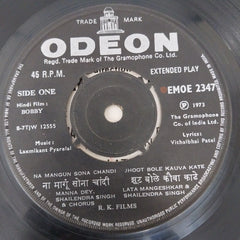 TRADE MARK
ODEON
Regd. Trade Mark of The Gramophone Co. Ltd.
45 R.P.M. EXTENDED PLAY
SIDE ONE EMOE 2347
Hindi Film: BOBBY
℗ 1973
8-7TJW 12555
The Gramophone Co. of India Ltd.
Music: Laxmikant Pyarelal
Lyrics: Vithalbhai Patel
NA MANGUN SONA CHANDI JHOOT BOLE KAUVA KATE
ना मांगूँ सोना चांदी झूट बोले कौवा काटे
MANNA DEY, SHAILENDRA SINGH & CHORUS
LATA MANGESHKAR & SHAILENDRA SINGH
R. K. FILMS